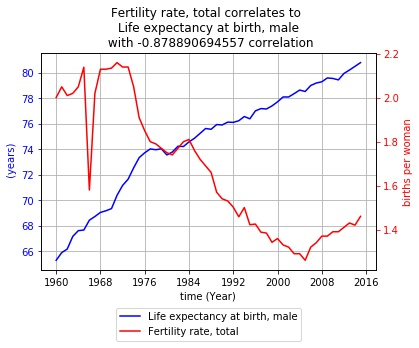 Fertility rate, total correlates to
Life expectancy at birth, male
with -0.878890694557 correlation
80
78
76
74
72
70
68
66
(years)
2.2
2.0
1.8
1.6
1.4
births per woman
1960 1968 1976 1984 1992 2000 2008 2016
time (Year)
Life expectancy at birth, male
Fertility rate, total